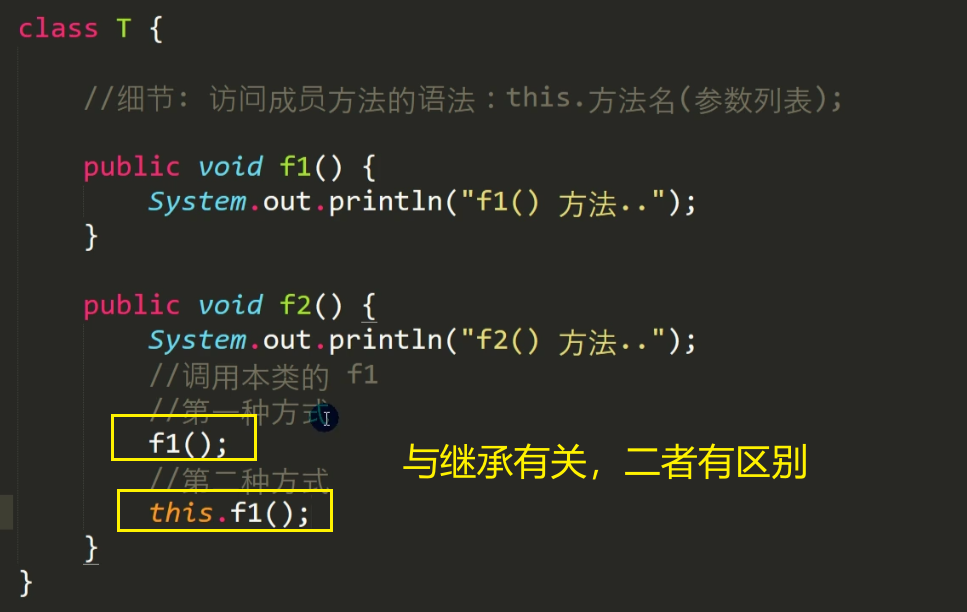 class T {
//细节: 访问成员方法的语法：this.方法名(参数列表);
public void f1() {
System.out.println("f1() 方法..");
}
public void f2() {
System.out.println("f2() 方法..");
//调用本类的 f1
//第一种方式
f1();
与继承有关，二者有区别
//第二种方式
this.f1();
}
}